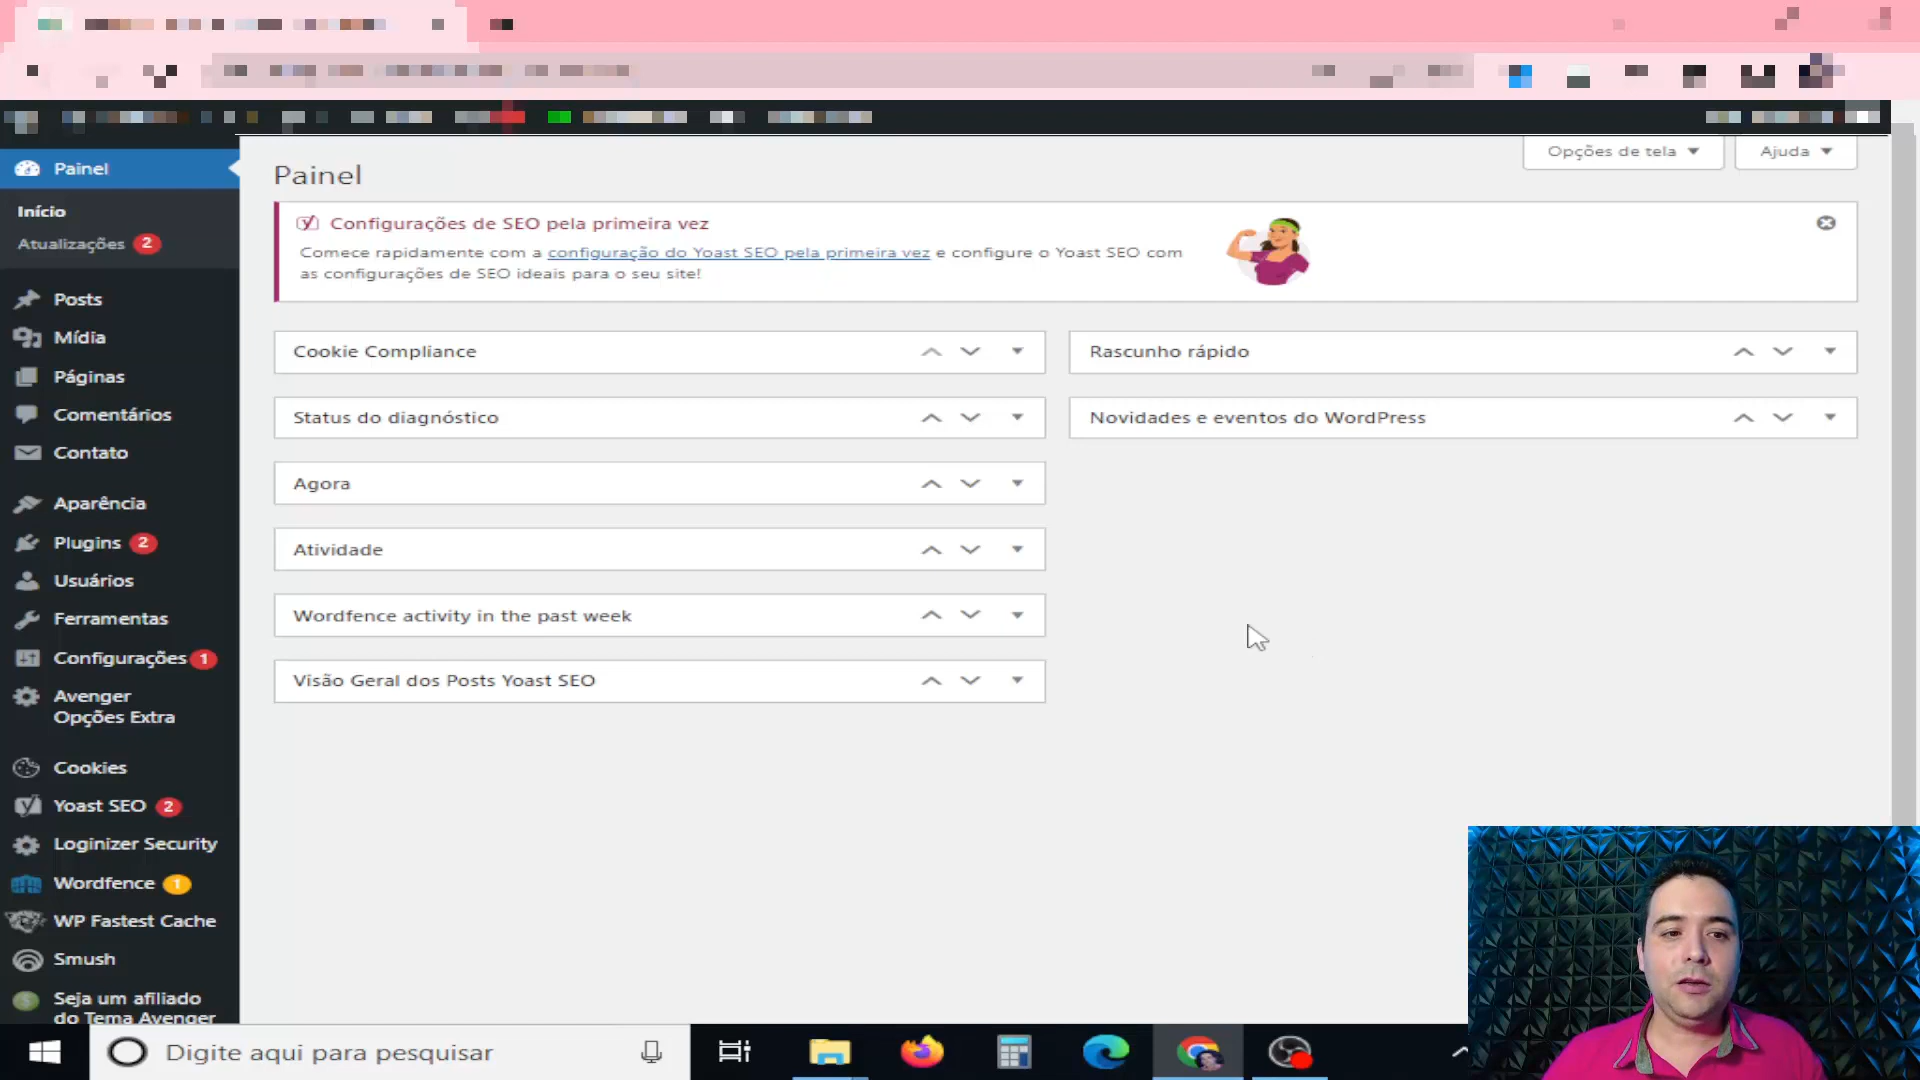 Painel
Início
Atualizações 2
Posts
Mídia
Páginas
Comentários
Contato
Aparência
Plugins 2
Usuários
Ferramentas
Configurações 1
Avenger
Opções Extra
Cookies
Yoast SEO 2
Loginizer Security
Wordfence 1
WP Fastest Cache
Smush
Seja um afiliado
do Tema Avenger
Opções de tela
Ajuda
Painel
Configurações de SEO pela primeira vez
Comece rapidamente com a configuração do Yoast SEO pela primeira vez e configure o Yoast SEO com
as configurações de SEO ideais para o seu site!
Cookie Compliance
Status do diagnóstico
Agora
Atividade
Wordfence activity in the past week
Visão Geral dos Posts Yoast SEO
Rascunho rápido
Novidades e eventos do WordPress
Digite aqui para pesquisar